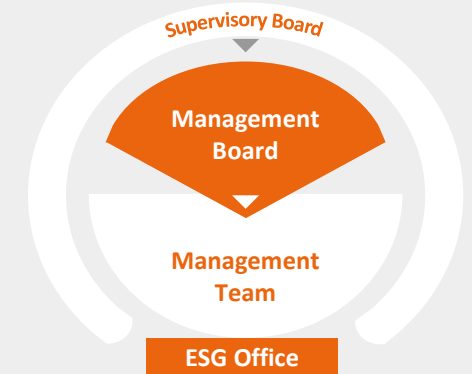 Supervisory Board
Management
Board
Management
Team
ESG Office